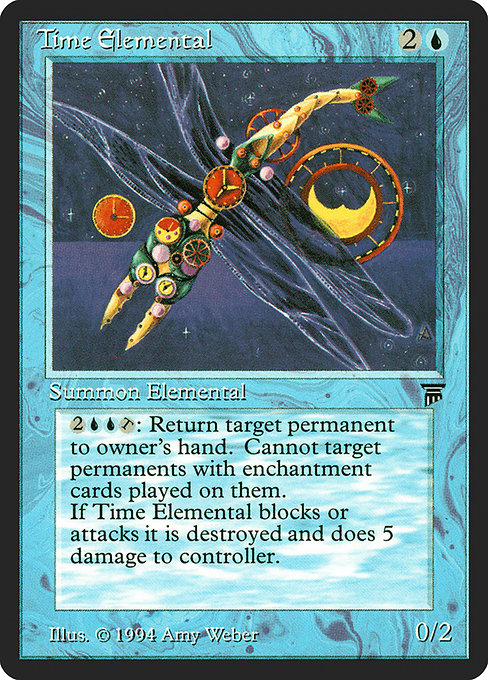 Time Elemental 2
Summon Elemental
2: Return target permanent
to owner's hand. Cannot target
permanents with enchantment
cards played on them.
If Time Elemental blocks or
attacks it is destroyed and does 5
damage to controller.
Illus. © 1994 Amy Weber 0/2